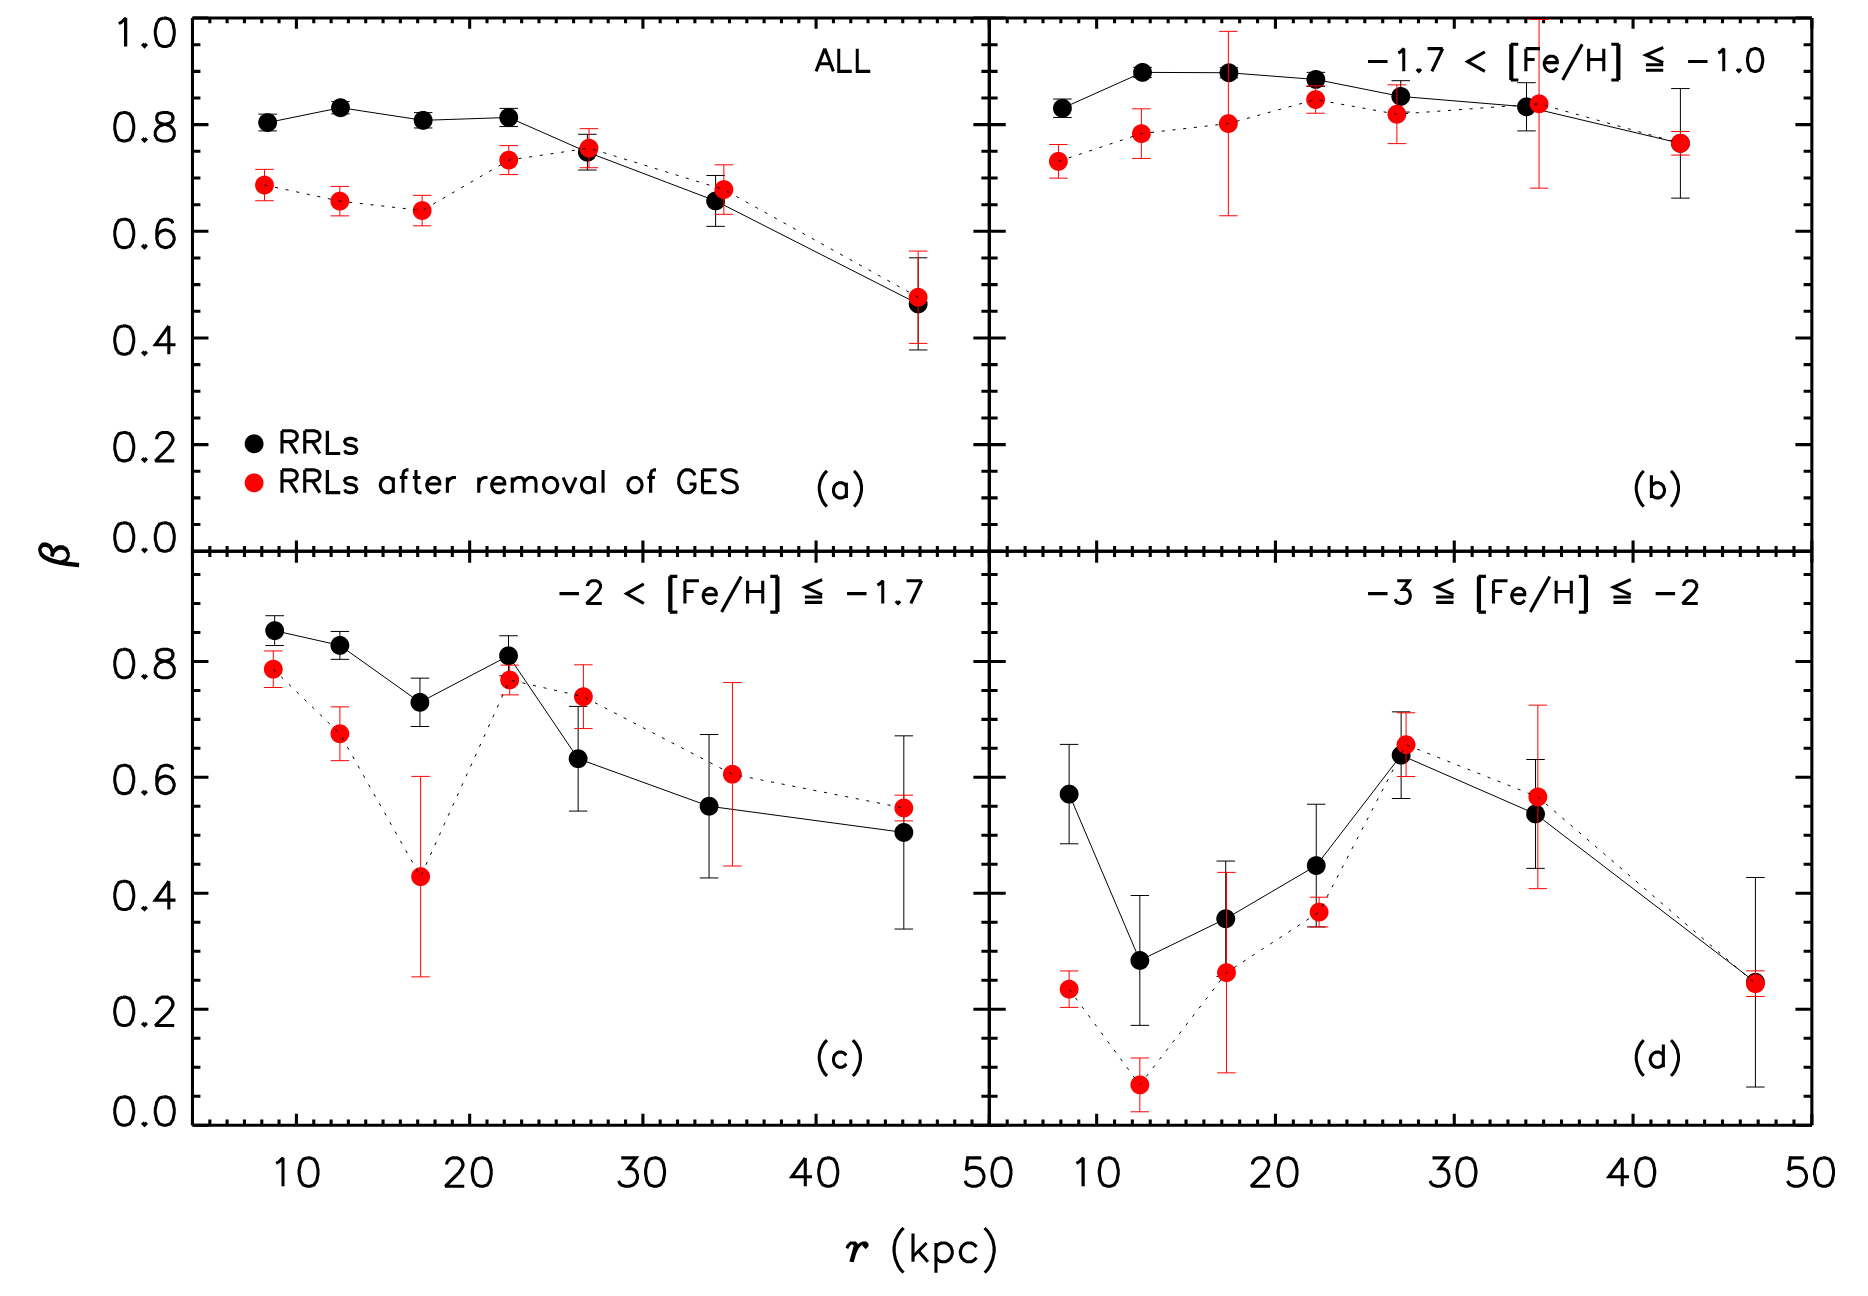 1.0
0.8
0.6
0.4
0.2
0.0
ALL
RRLs
RRLs after removal of GES
(a)
−1.7 < [Fe/H] ≦ −1.0
(b)
β
0.8
0.6
0.4
0.2
0.0
−2 < [Fe/H] ≦ −1.7
(c)
−3 ≦ [Fe/H] ≦ −2
(d)
10 20 30 40 50 10 20 30 40 50
r (kpc)